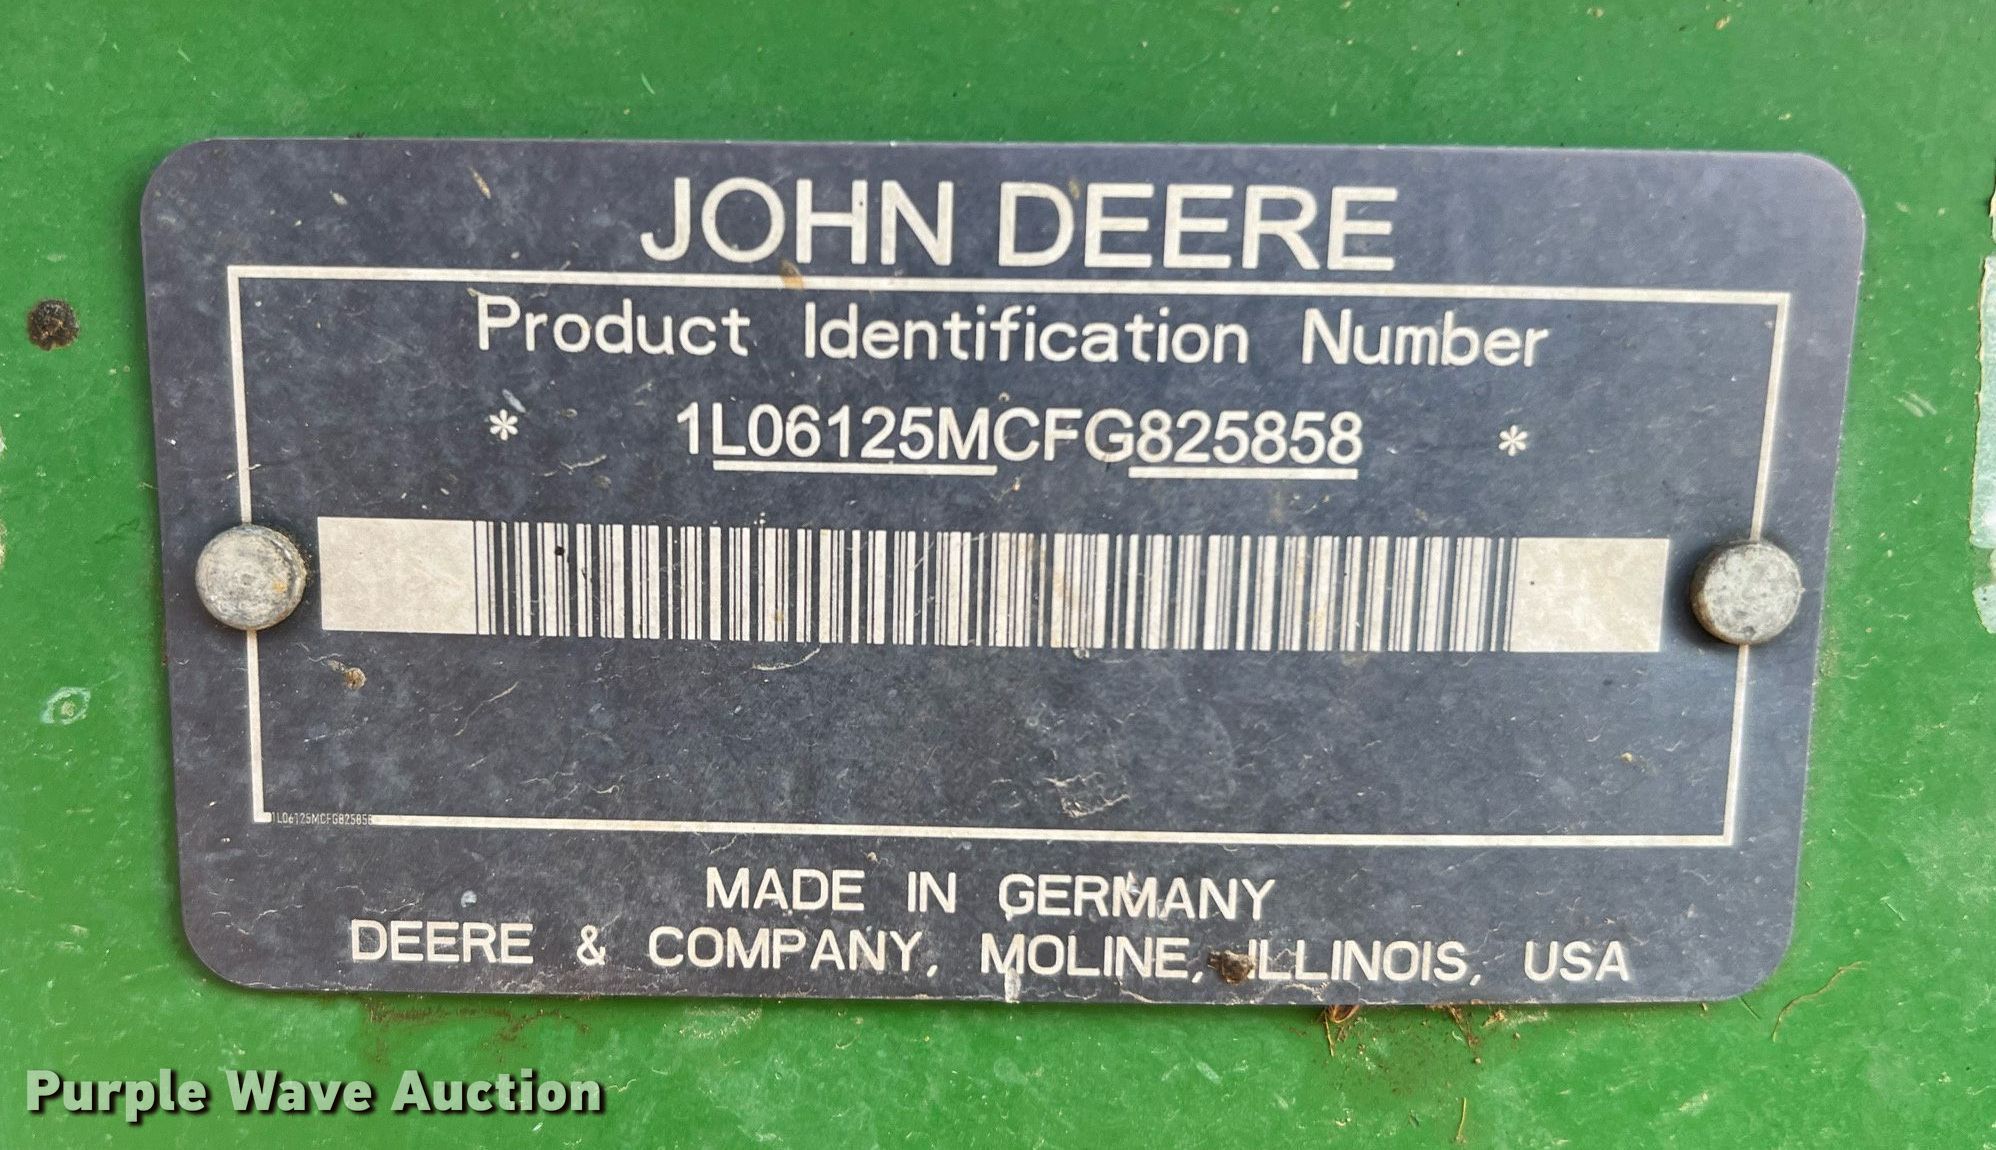 JOHN DEERE
Product Identification Number
* 1L06125MCFG825858 *
1L06125MCFG825858
MADE IN GERMANY
DEERE & COMPANY, MOLINE, ILLINOIS, USA
Purple Wave Auction